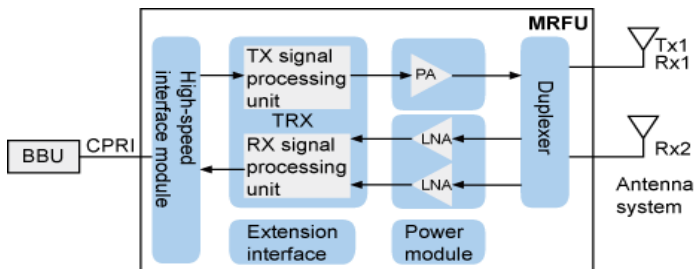 MRFU
BBU
CPRI
High-speed
interface module
TX signal
processing
unit
TRX
RX signal
processing
unit
Extension
interface
PA
LNA
LNA
Power
module
Duplexer
Tx1
Rx1
Rx2
Antenna
system